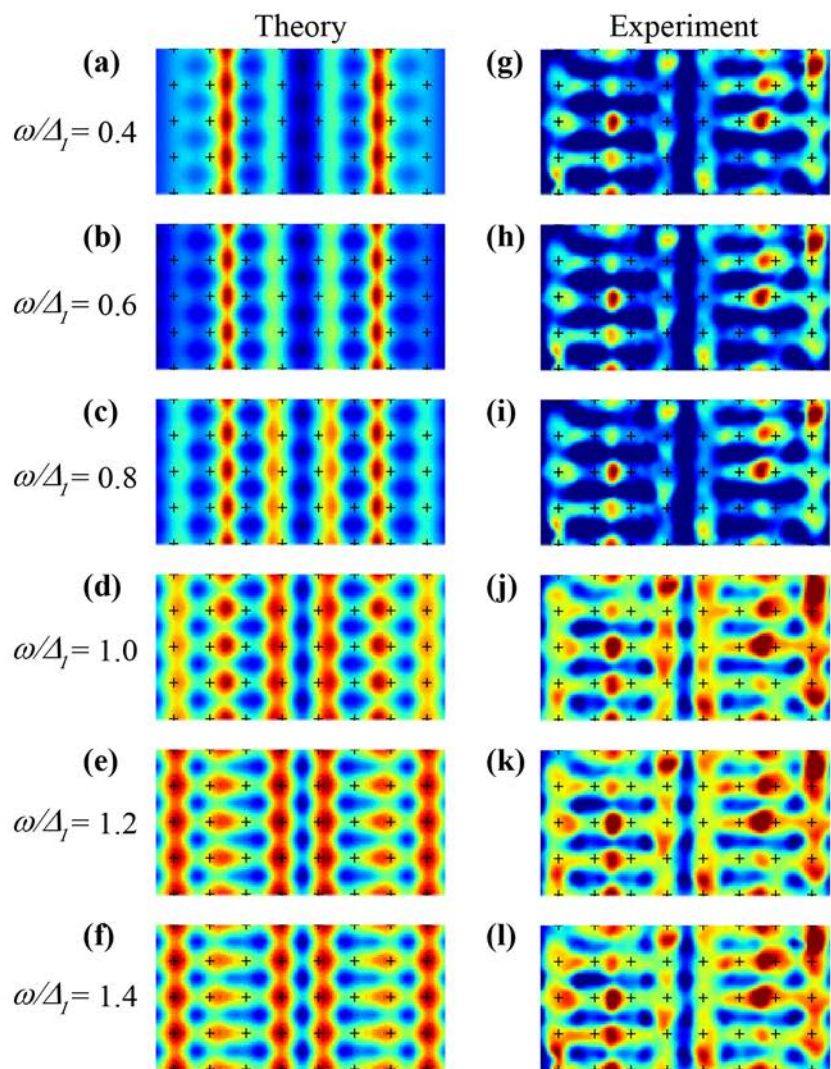 Theory Experiment
(a) (g)
ω/Δ₁= 0.4
(b) (h)
ω/Δ₁= 0.6
(c) (i)
ω/Δ₁= 0.8
(d) (j)
ω/Δ₁= 1.0
(e) (k)
ω/Δ₁= 1.2
(f) (l)
ω/Δ₁= 1.4